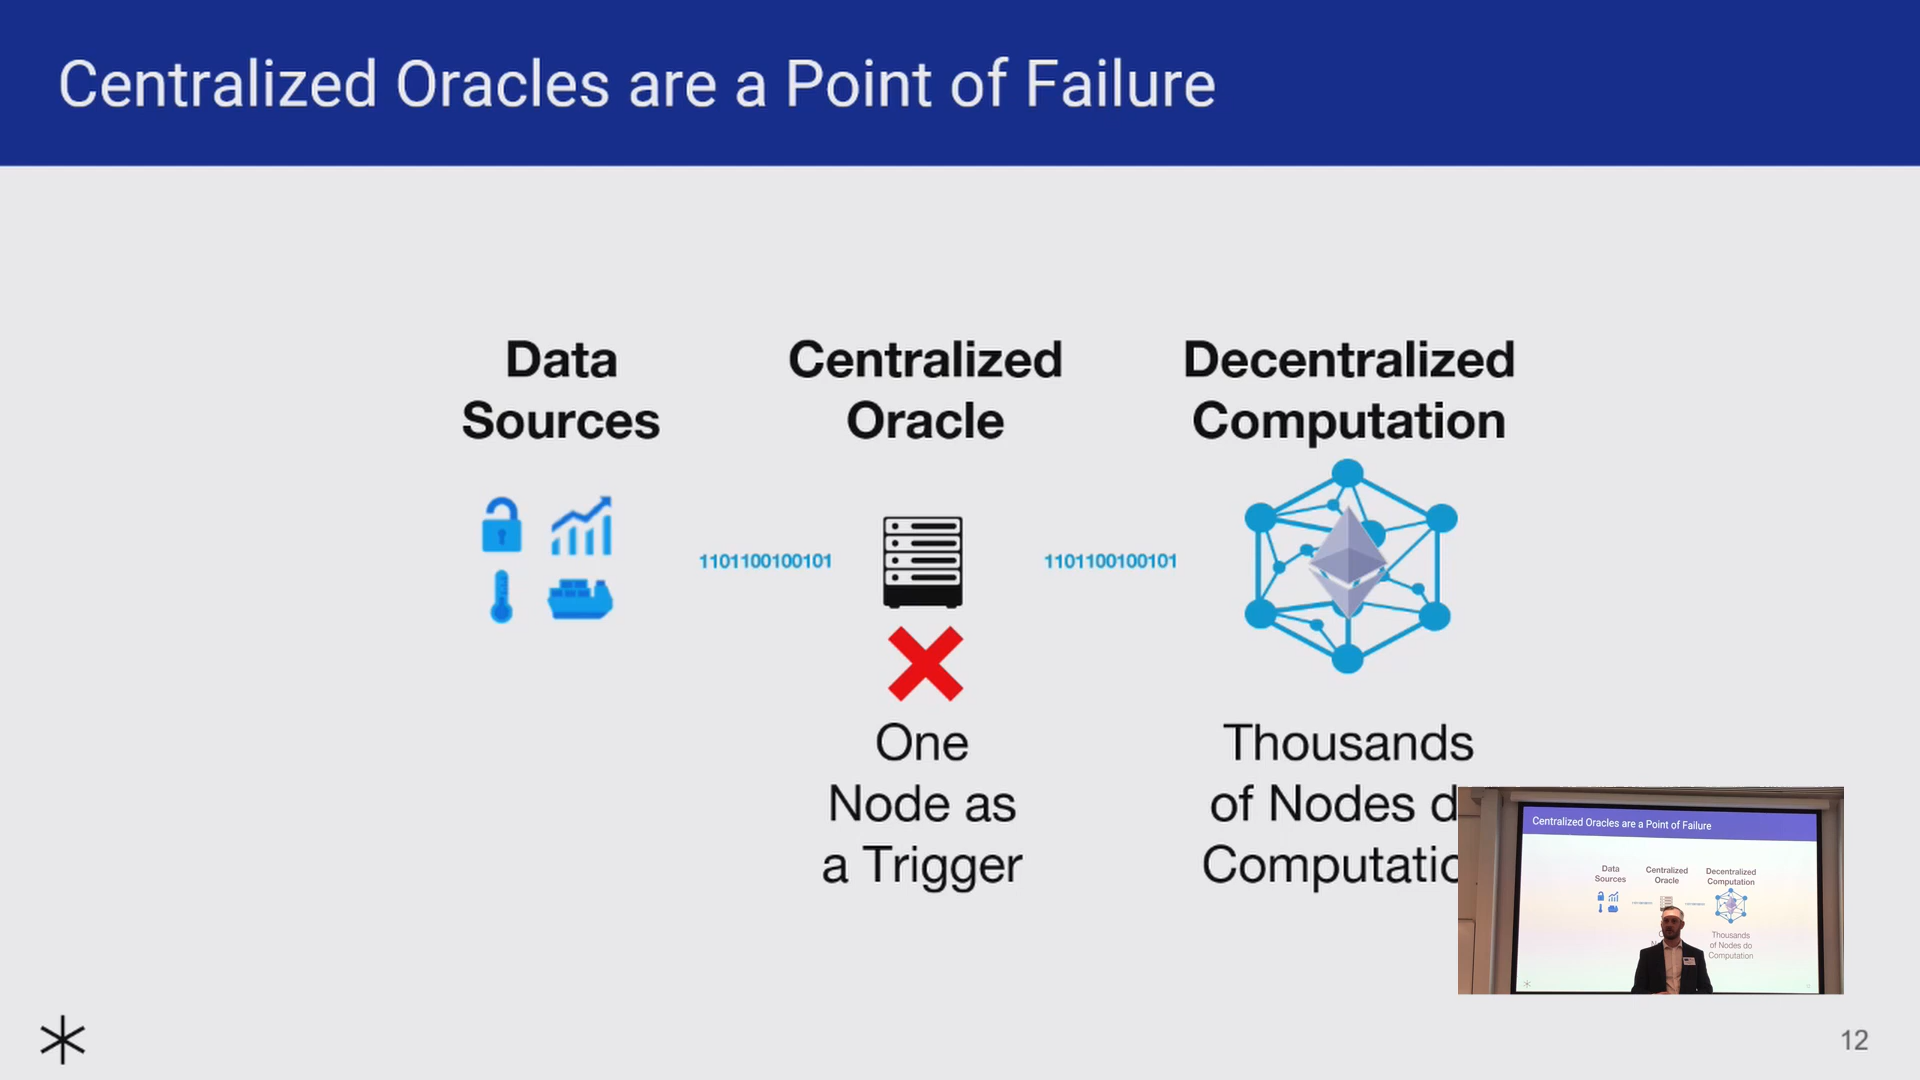 Centralized Oracles are a Point of Failure
Data
Sources
Centralized
Oracle
Decentralized
Computation
1101100100101
1101100100101
One
Node as
a Trigger
Thousands
of Nodes d
Computatio
Centralized Oracles are a Point of Failure
Data
Sources
Centralized
Oracle
Decentralized
Computation
Thousands
of Nodes do
Computation
12